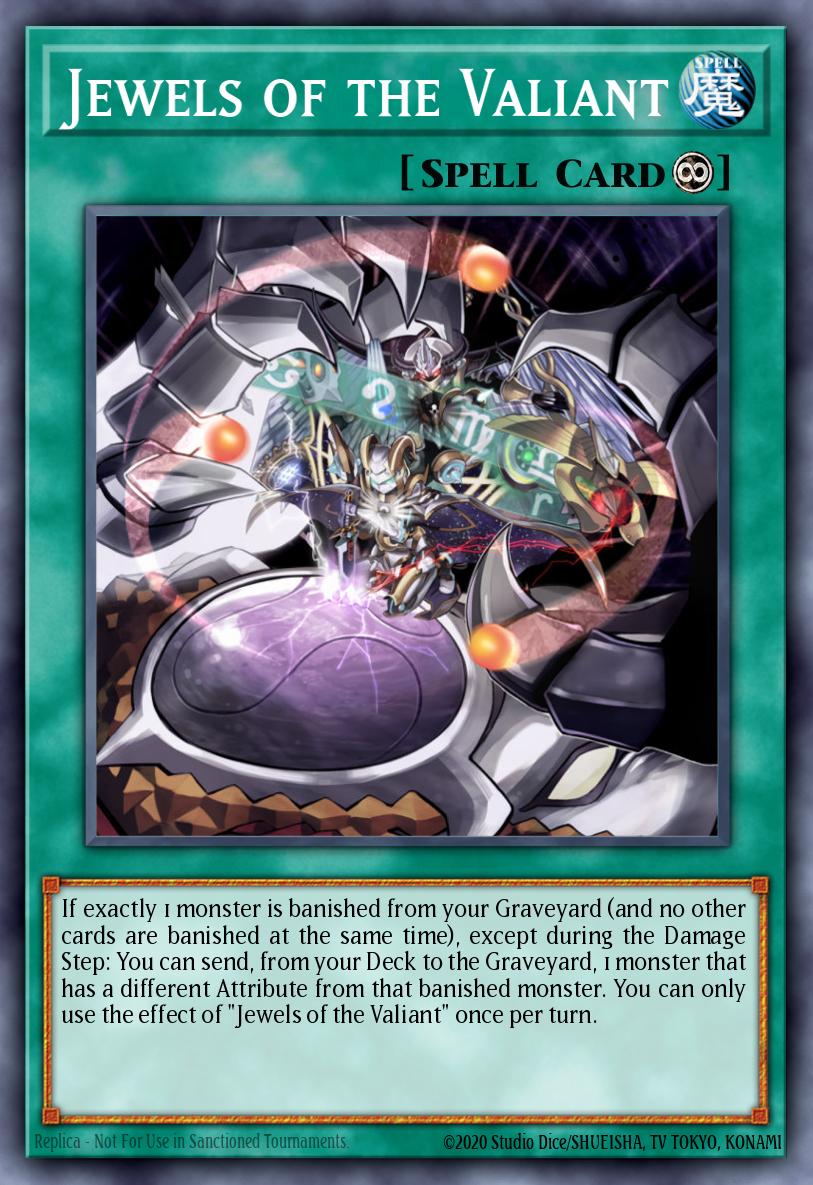 Jewels of the Valiant
SPELL
魔
[Spell Card∞]
If exactly 1 monster is banished from your Graveyard (and no other
cards are banished at the same time), except during the Damage
Step: You can send, from your Deck to the Graveyard, 1 monster that
has a different Attribute from that banished monster. You can only
use the effect of "Jewels of the Valiant" once per turn.
Replica - Not For Use in Sanctioned Tournaments.
©2020 Studio Dice/SHUEISHA, TV TOKYO, KONAMI